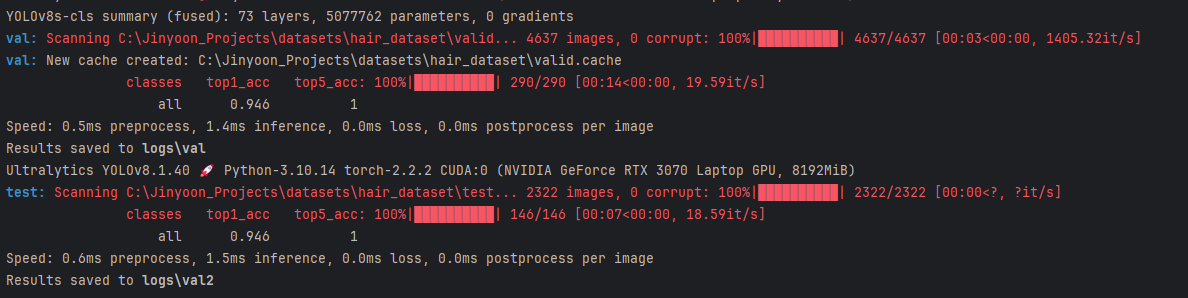 YOLOv8s-cls summary (fused): 73 layers, 5077762 parameters, 0 gradients
val: Scanning C:\Jinyoon_Projects\datasets\hair_dataset\valid... 4637 images, 0 corrupt: 100%|██████████| 4637/4637 [00:03<00:00, 1405.32it/s]
val: New cache created: C:\Jinyoon_Projects\datasets\hair_dataset\valid.cache
classes top1_acc top5_acc: 100%|██████████| 290/290 [00:14<00:00, 19.59it/s]
all 0.946 1
Speed: 0.5ms preprocess, 1.4ms inference, 0.0ms loss, 0.0ms postprocess per image
Results saved to logs\val
Ultralytics YOLOv8.1.40 🚀 Python-3.10.14 torch-2.2.2 CUDA:0 (NVIDIA GeForce RTX 3070 Laptop GPU, 8192MiB)
test: Scanning C:\Jinyoon_Projects\datasets\hair_dataset\test... 2322 images, 0 corrupt: 100%|██████████| 2322/2322 [00:00<?, ?it/s]
classes top1_acc top5_acc: 100%|██████████| 146/146 [00:07<00:00, 18.59it/s]
all 0.946 1
Speed: 0.6ms preprocess, 1.5ms inference, 0.0ms loss, 0.0ms postprocess per image
Results saved to logs\val2